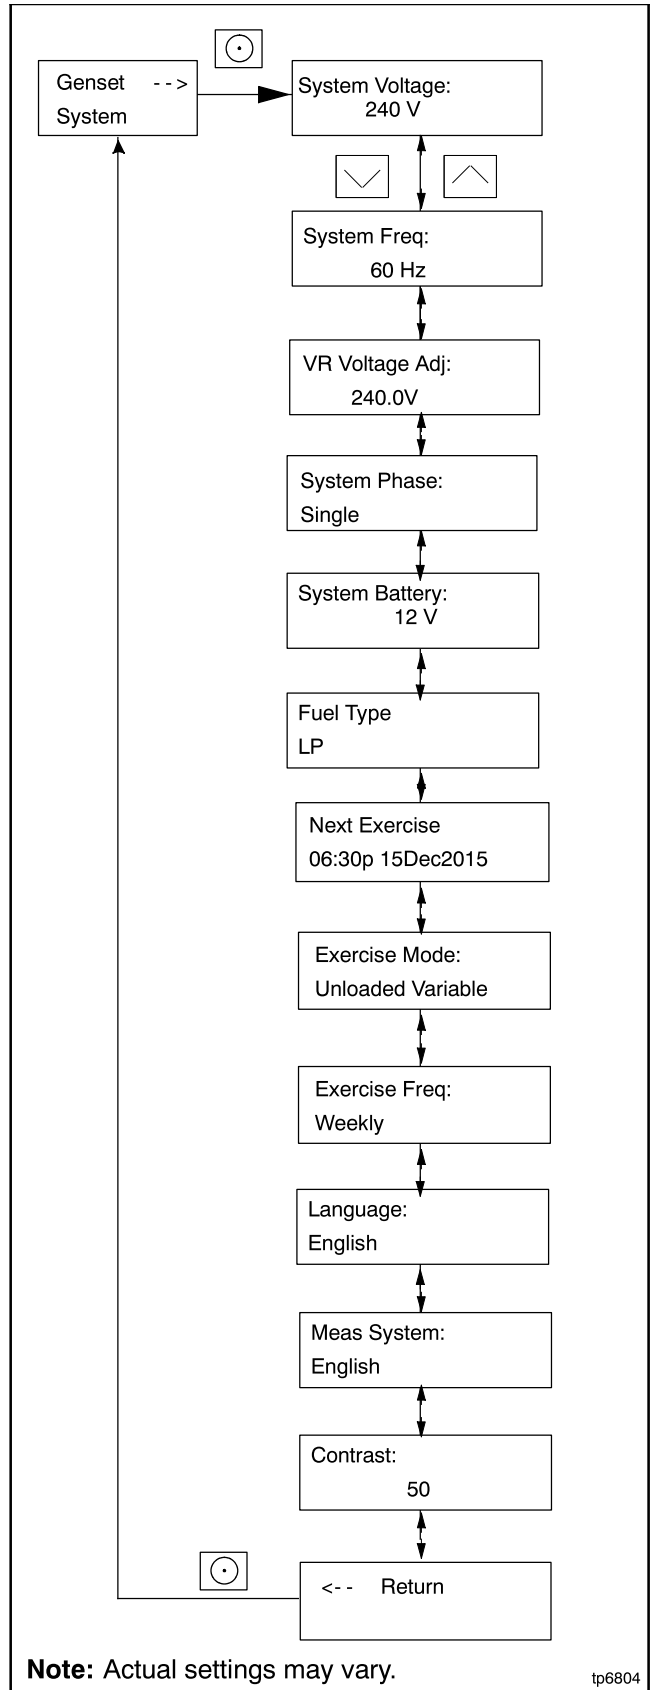 Genset -->
System
System Voltage:
240 V
System Freq:
60 Hz
VR Voltage Adj:
240.0V
System Phase:
Single
System Battery:
12 V
Fuel Type
LP
Next Exercise
06:30p 15Dec2015
Exercise Mode:
Unloaded Variable
Exercise Freq:
Weekly
Language:
English
Meas System:
English
Contrast:
50
<-- Return
Note: Actual settings may vary.
tp6804